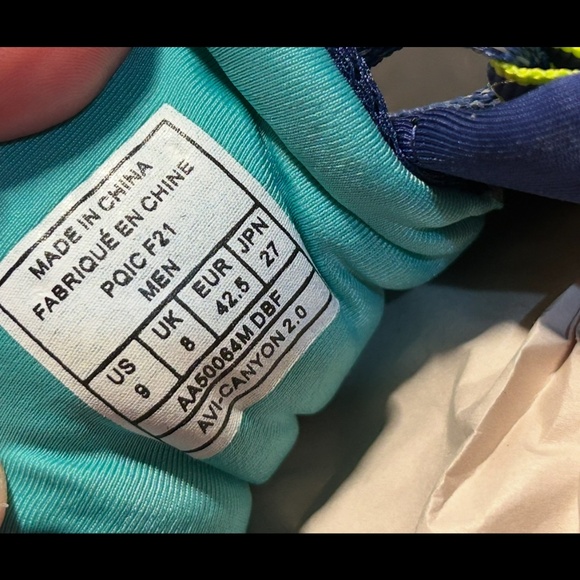 MADE IN CHINA
FABRIQUÉ EN CHINE
PQIC F21
MEN
US UK EUR JPN
9 8 42.5 27
AA50064M DBF
AVI-CANYON 2.0